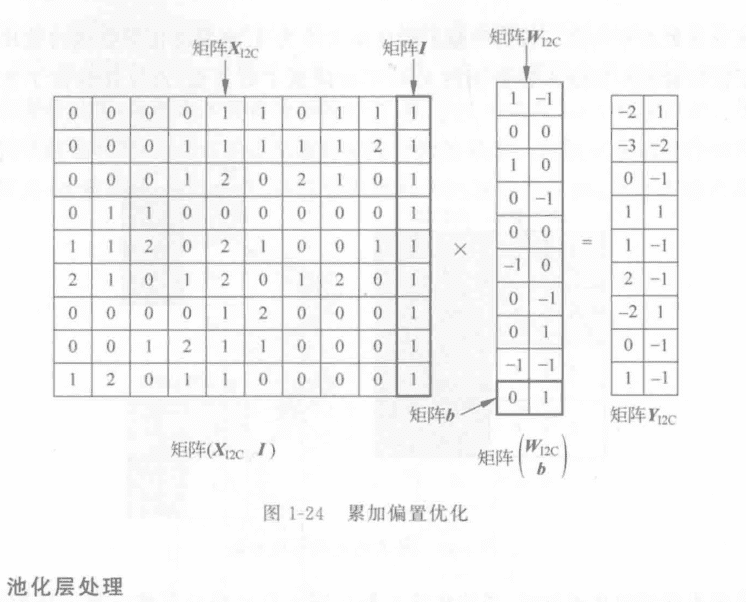 矩阵X_I2C
矩阵I
矩阵W_I2C
0 0 0 0 1 1 0 1 1 1
0 0 0 1 1 1 1 1 2 1
0 0 0 1 2 0 2 1 0 1
0 1 1 0 0 0 0 0 0 1
1 1 2 0 2 1 0 0 1 1
2 1 0 1 2 0 1 2 0 1
0 0 0 0 1 2 0 0 0 1
0 0 1 2 1 1 0 0 0 1
1 2 0 1 1 0 0 0 0 1
×
1 −1
0 0
1 0
0 −1
0 0
−1 0
0 −1
0 1
−1 −1
0 1
=
−2 1
−3 −2
0 −1
1 1
1 −1
2 −1
−2 1
0 −1
1 −1
矩阵b
矩阵Y_I2C
矩阵(X_I2C I)
矩阵(W_I2C
b)
图 1-24 累加偏置优化
池化层处理